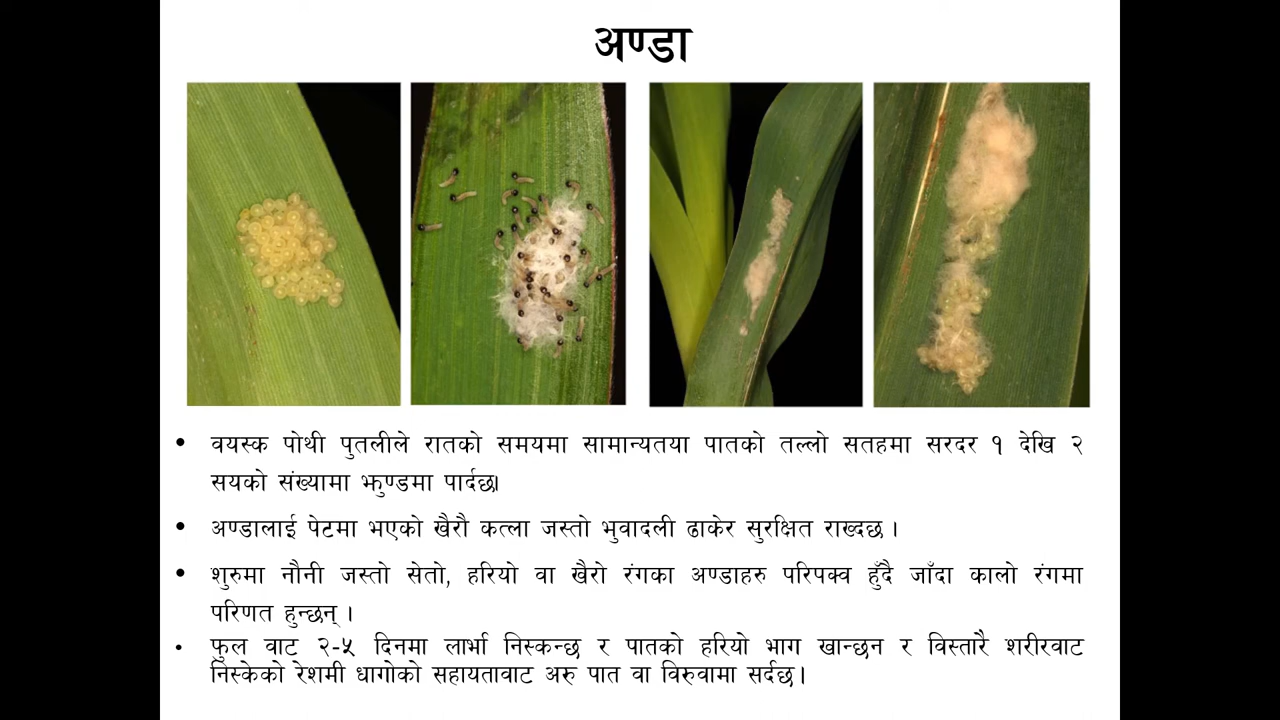 अण्डा
• वयस्क पोथी पुतलीले रातको समयमा सामान्यतया पातको तल्लो सतहमा सरदर १ देखि २
सयको संख्यामा झुण्डमा पार्दछ।
• अण्डालाई पेटमा भएको खैरौ कत्ला जस्तो भुवादली ढाकेर सुरक्षित राख्दछ ।
• शुरुमा नौनी जस्तो सेतो, हरियो वा खैरो रंगका अण्डाहरु परिपक्व हुँदै जाँदा कालो रंगमा
परिणत हुन्छन् ।
• फुल वाट २-५ दिनमा लार्भा निस्कन्छ र पातको हरियो भाग खान्छन र विस्तारै शरीरवाट
निस्केको रेशमी धागोको सहायतावाट अरु पात वा विरुवामा सर्दछ।